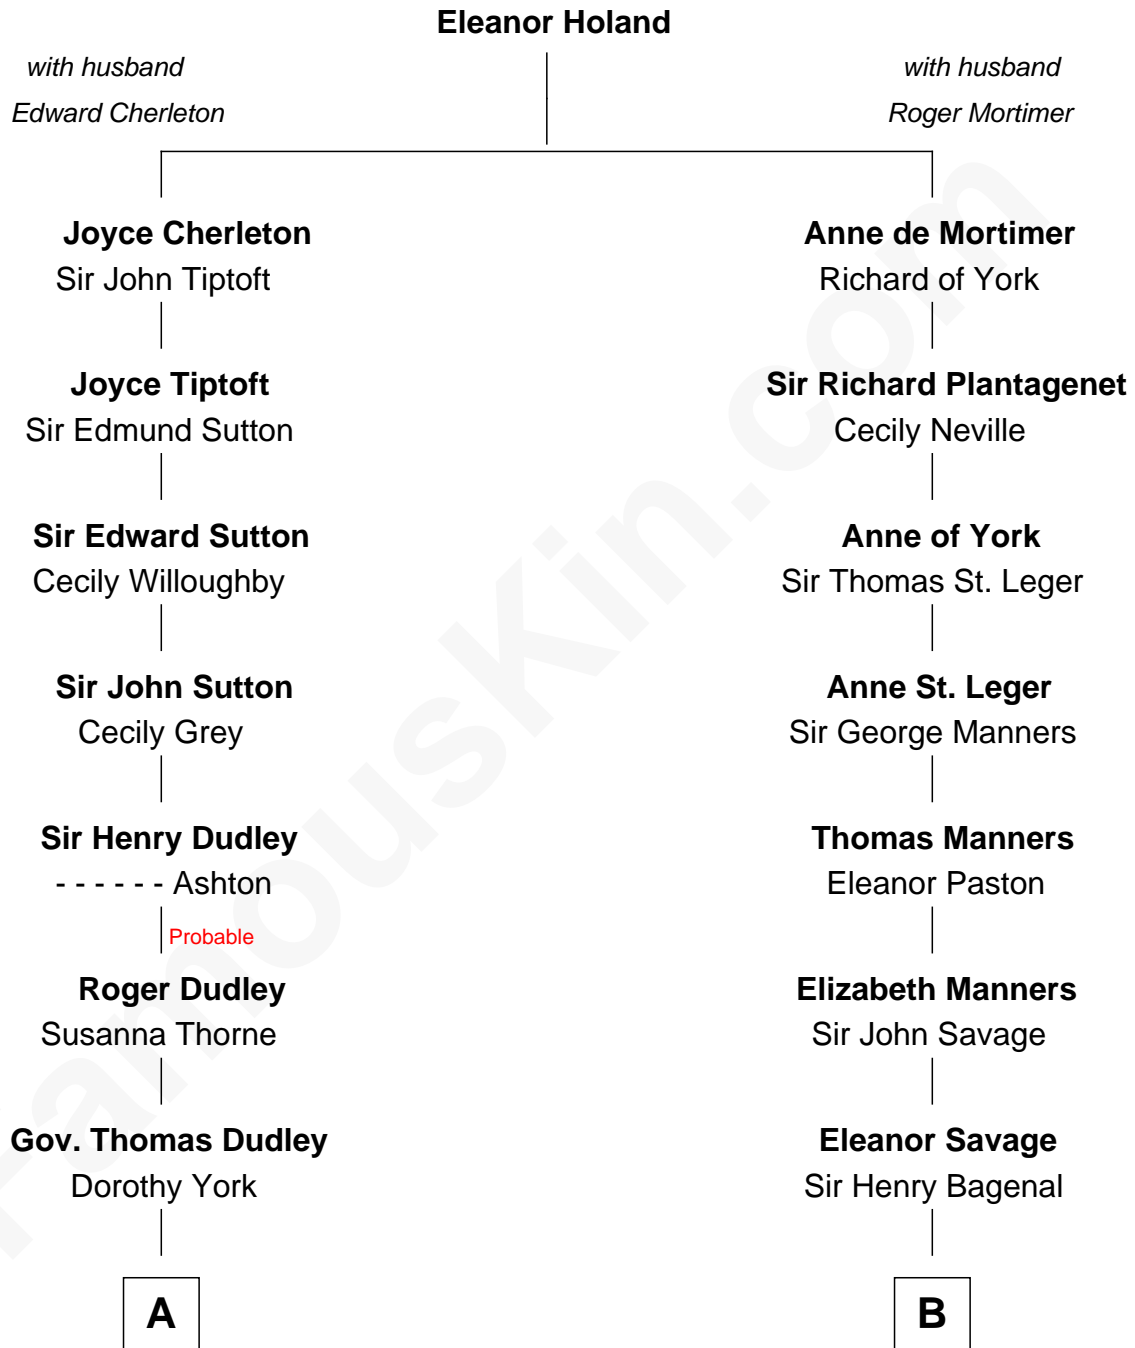 Eleanor Holand
with husband
Edward Cherleton
with husband
Roger Mortimer
Joyce Cherleton
Sir John Tiptoft
Anne de Mortimer
Richard of York
Joyce Tiptoft
Sir Edmund Sutton
Sir Richard Plantagenet
Cecily Neville
Sir Edward Sutton
Cecily Willoughby
Anne of York
Sir Thomas St. Leger
Sir John Sutton
Cecily Grey
Anne St. Leger
Sir George Manners
Sir Henry Dudley
- - - - - - Ashton
Probable
Thomas Manners
Eleanor Paston
Roger Dudley
Susanna Thorne
Elizabeth Manners
Sir John Savage
Gov. Thomas Dudley
Dorothy York
Eleanor Savage
Sir Henry Bagenal
A
B
FamousKin.com